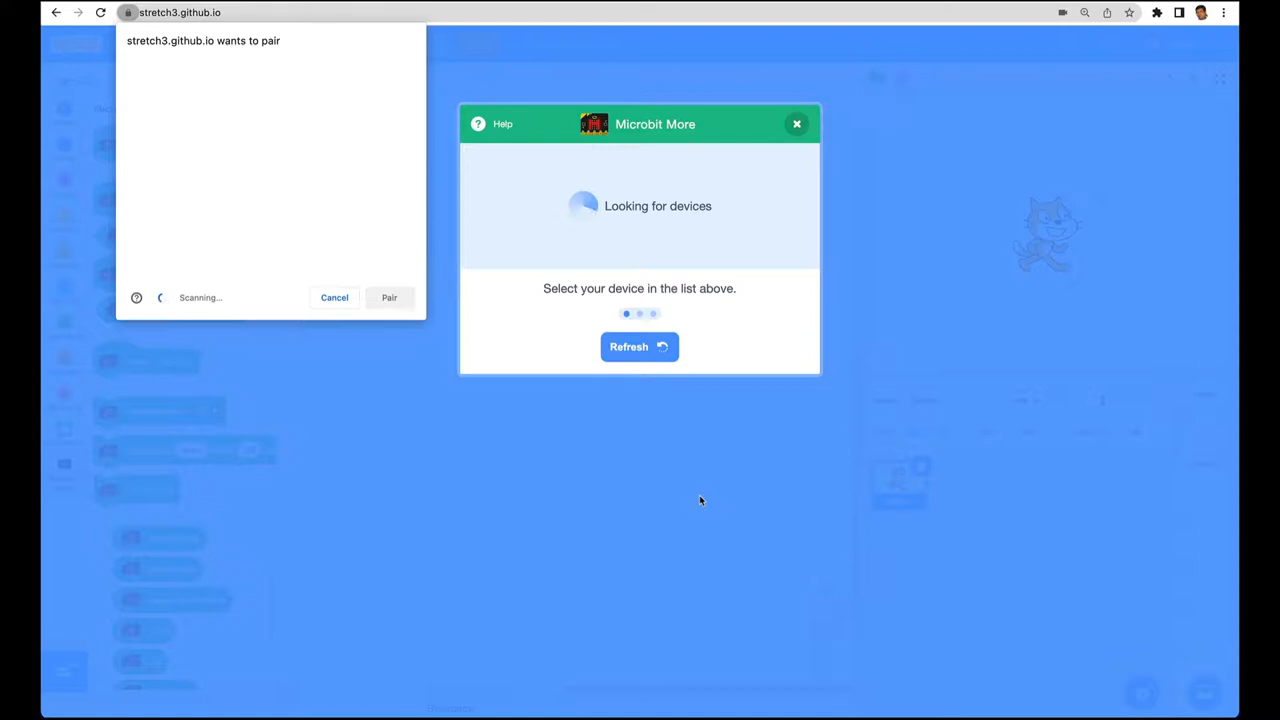 stretch3.github.io
stretch3.github.io wants to pair
Scanning...
Cancel
Pair
Help
Microbit More
Looking for devices
Select your device in the list above.
Refresh